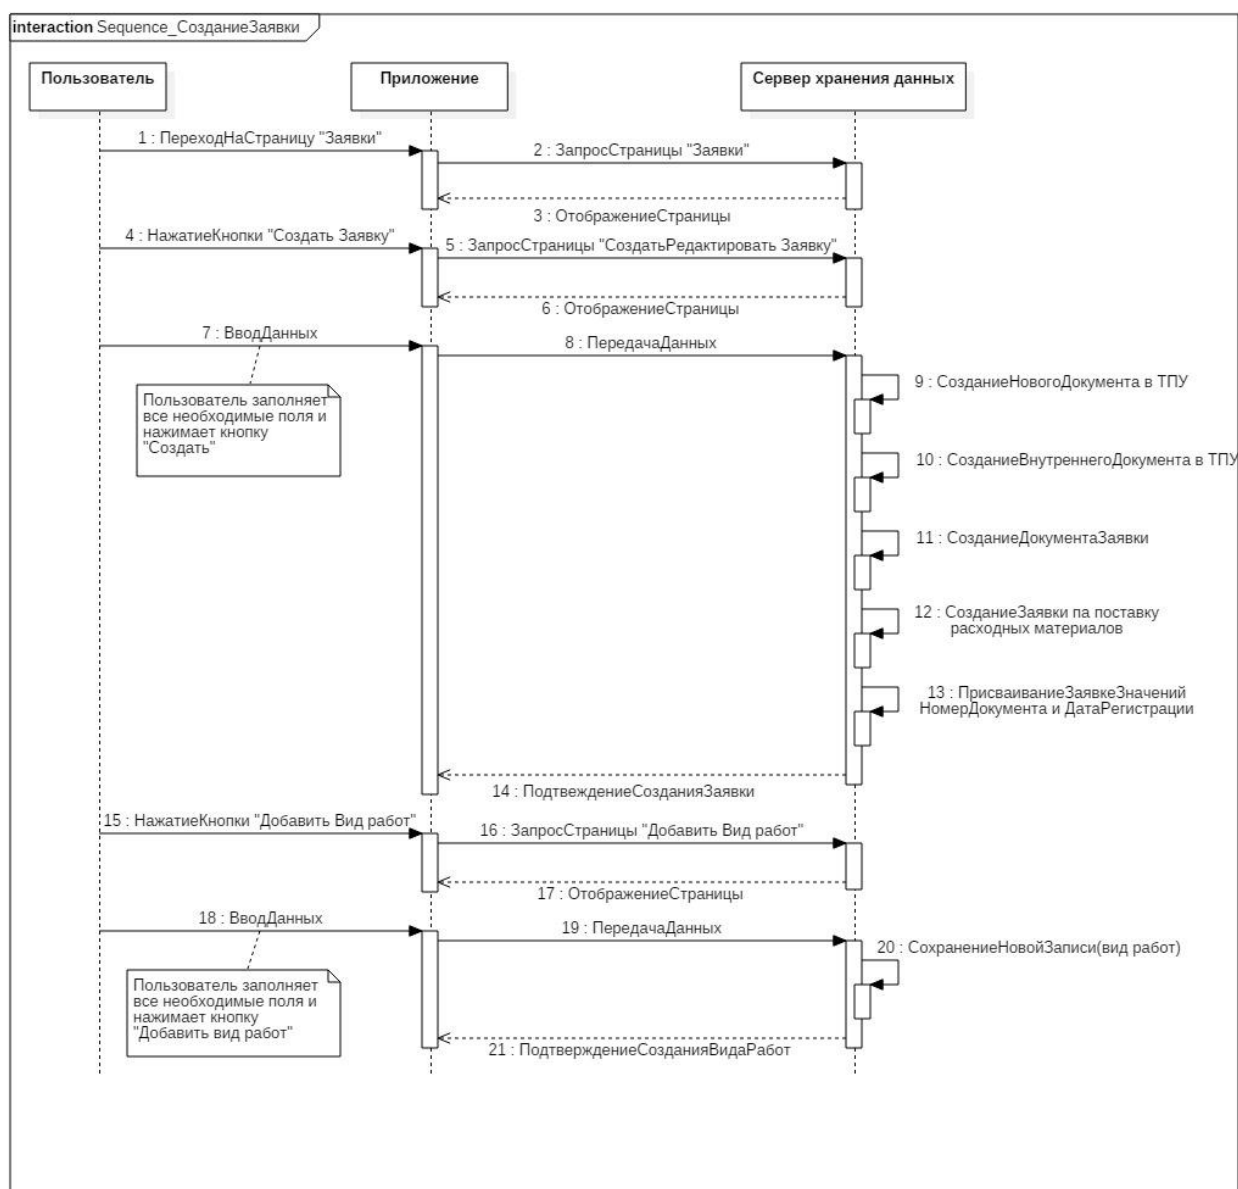 interaction Sequence_СозданиеЗаявки
Пользователь
Приложение
Сервер хранения данных
1 : ПереходНаСтраницу "Заявки"
2 : ЗапросСтраницы "Заявки"
3 : ОтображениеСтраницы
4 : НажатиеКнопки "Создать Заявку"
5 : ЗапросСтраницы "СоздатьРедактировать Заявку"
6 : ОтображениеСтраницы
7 : ВводДанных
8 : ПередачаДанных
Пользователь заполняет
все необходимые поля и
нажимает кнопку
"Создать"
9 : СозданиеНовогоДокумента в ТПУ
10 : СозданиеВнутреннегоДокумента в ТПУ
11 : СозданиеДокументаЗаявки
12 : СозданиеЗаявки па поставку
расходных материалов
13 : ПрисваиваниеЗаявкеЗначений
НомерДокумента и ДатаРегистрации
14 : ПодтвеждениеСозданияЗаявки
15 : НажатиеКнопки "Добавить Вид работ"
16 : ЗапросСтраницы "Добавить Вид работ"
17 : ОтображениеСтраницы
18 : ВводДанных
19 : ПередачаДанных
20 : СохранениеНовойЗаписи(вид работ)
Пользователь заполняет
все необходимые поля и
нажимает кнопку
"Добавить вид работ"
21 : ПодтверждениеСозданияВидаРабот